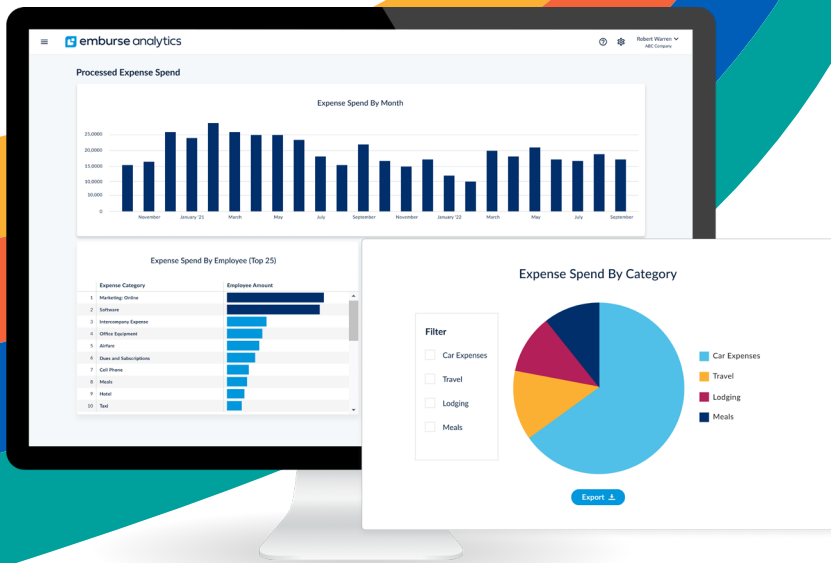 emburse analytics
Robert Warren
ABC Company
Processed Expense Spend
Expense Spend By Month
25,0000
20,0000
15,0000
10,0000
10,000
0
November January '21 March May July September November January '22 March May July September
Expense Spend By Employee (Top 25)
Expense Category Employee Amount
1 Marketing: Online
2 Software
3 Intercompany Expense
4 Office Equipment
5 Airfare
6 Dues and Subscriptions
7 Cell Phone
8 Meals
9 Hotel
10 Taxi
Expense Spend By Category
Filter
Car Expenses
Travel
Lodging
Meals
Car Expenses
Travel
Lodging
Meals
Export